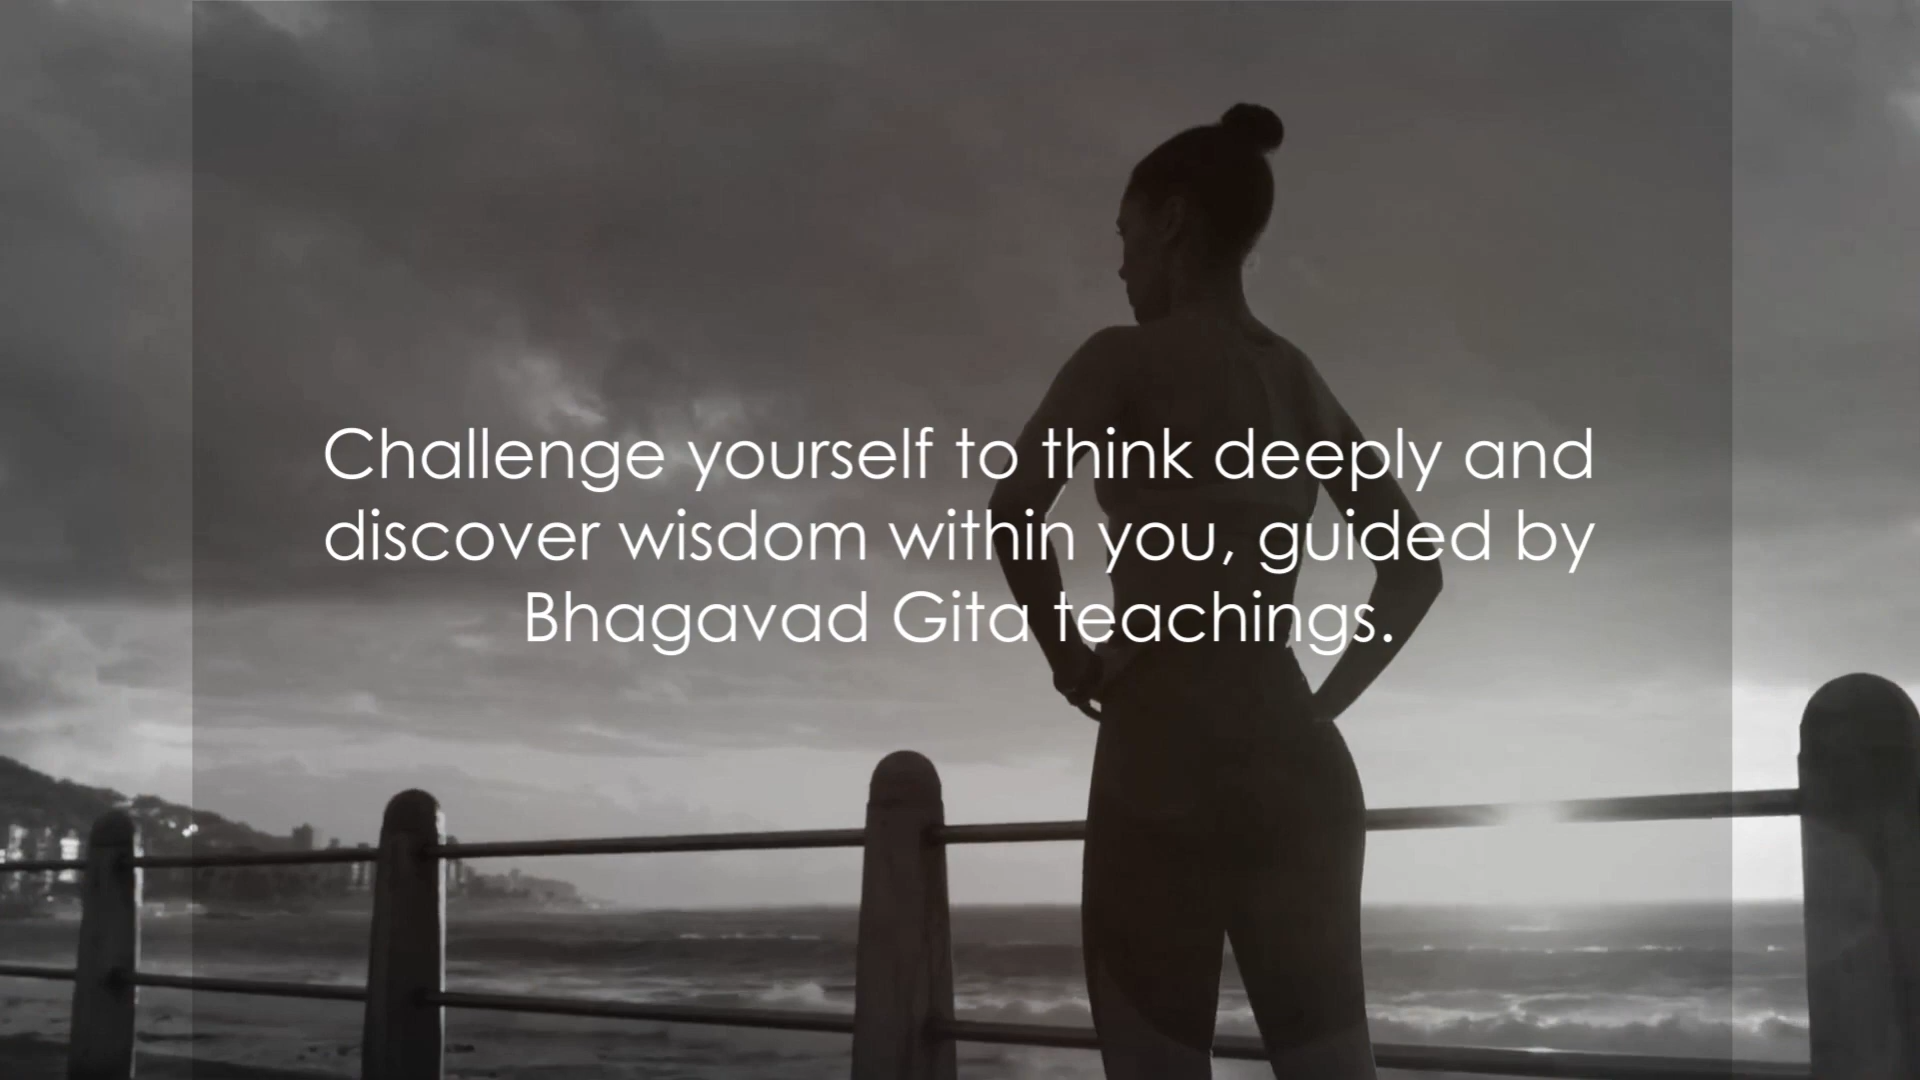 Challenge yourself to think deeply and
discover wisdom within you, guided by
Bhagavad Gita teachings.